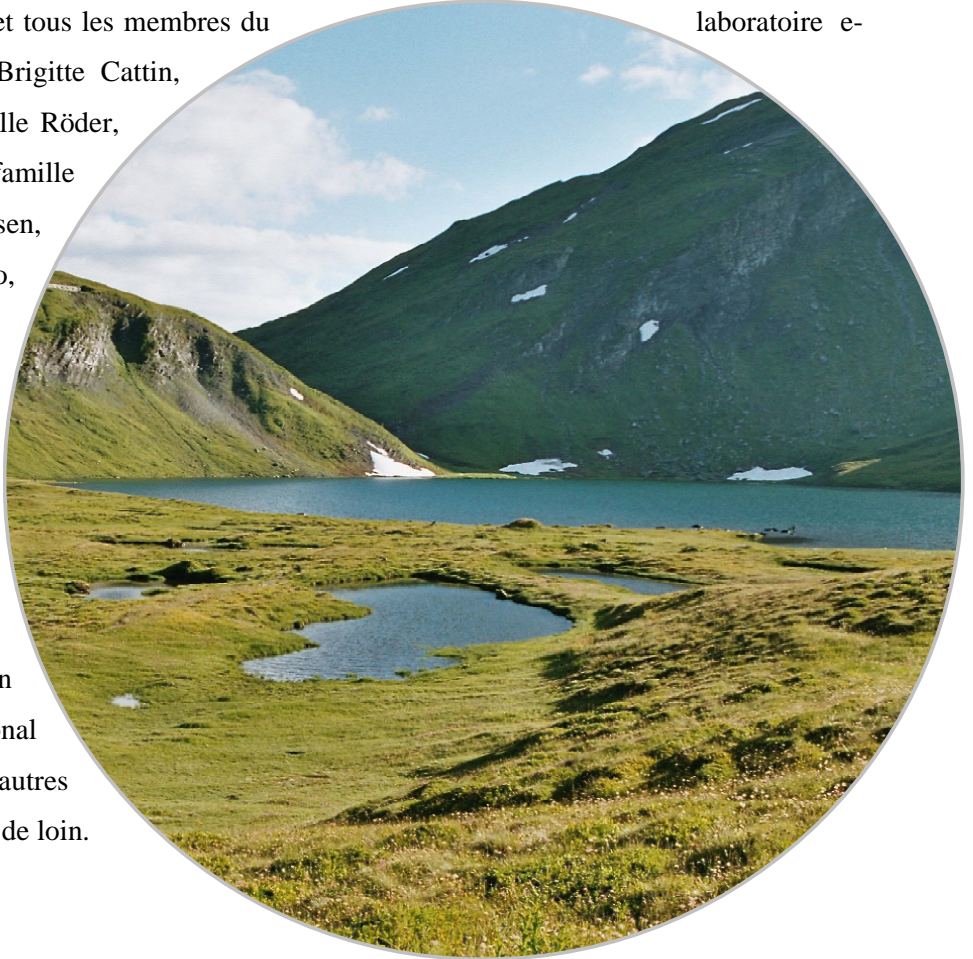 et tous les membres du laboratoire e-
Brigitte Cattin,
lle Röder,
famille
sen,
o,
n
nal
autres
de loin.